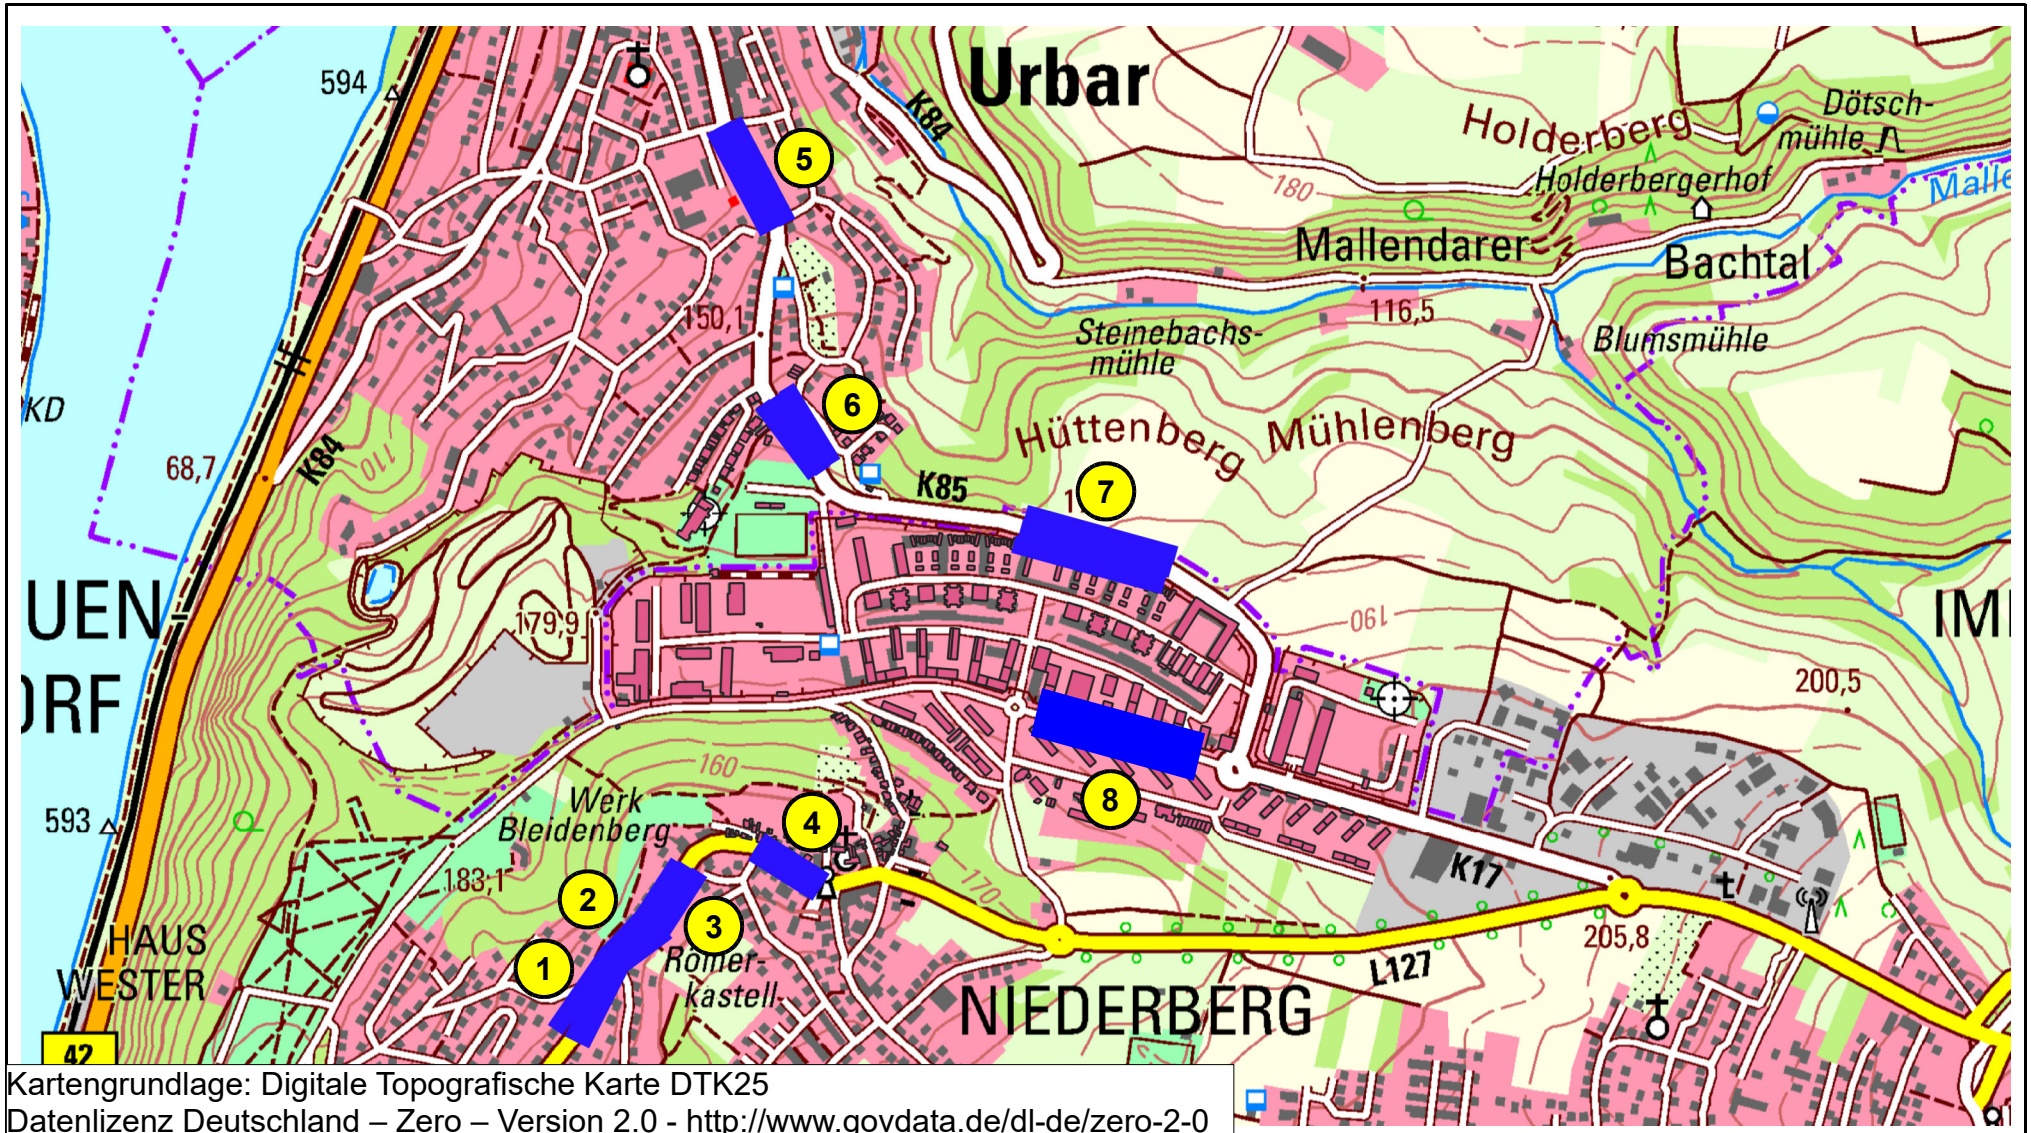 594
Urbar
K84
Holderberg
Dötsch-
mühle
5
180
Holderbergerhof
Mallendarer
Bachtal
150,1
116,5
Steinebachs-
mühle
Blumsmühle
KD
6
Hüttenberg
Mühlenberg
68,7
K84
110
K85
7
UEN-
179,9
190
ORF
200,5
160
593
Werk
Bleidenberg
4
8
183,1
K17
170
2
3
1
HAUS
WESTER
Römer-
kastell
205,8
L127
NIEDERBERG
42
Kartengrundlage: Digitale Topografische Karte DTK25
Datenlizenz Deutschland – Zero – Version 2.0 - http://www.govdata.de/dl-de/zero-2-0